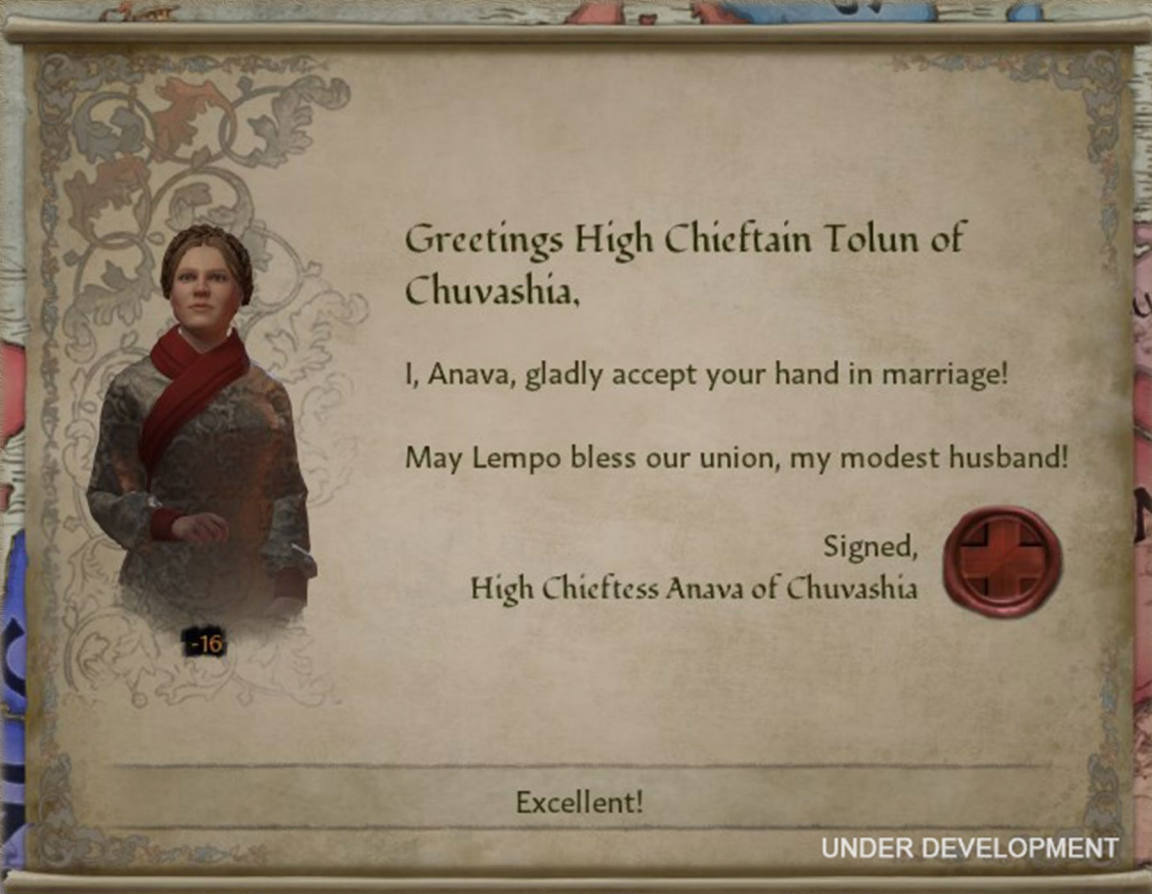 Greetings High Chieftain Tolun of
Chuvashia,
I, Anava, gladly accept your hand in marriage!
May Lempo bless our union, my modest husband!
Signed,
High Chieftess Anava of Chuvashia
-16
Excellent!
UNDER DEVELOPMENT